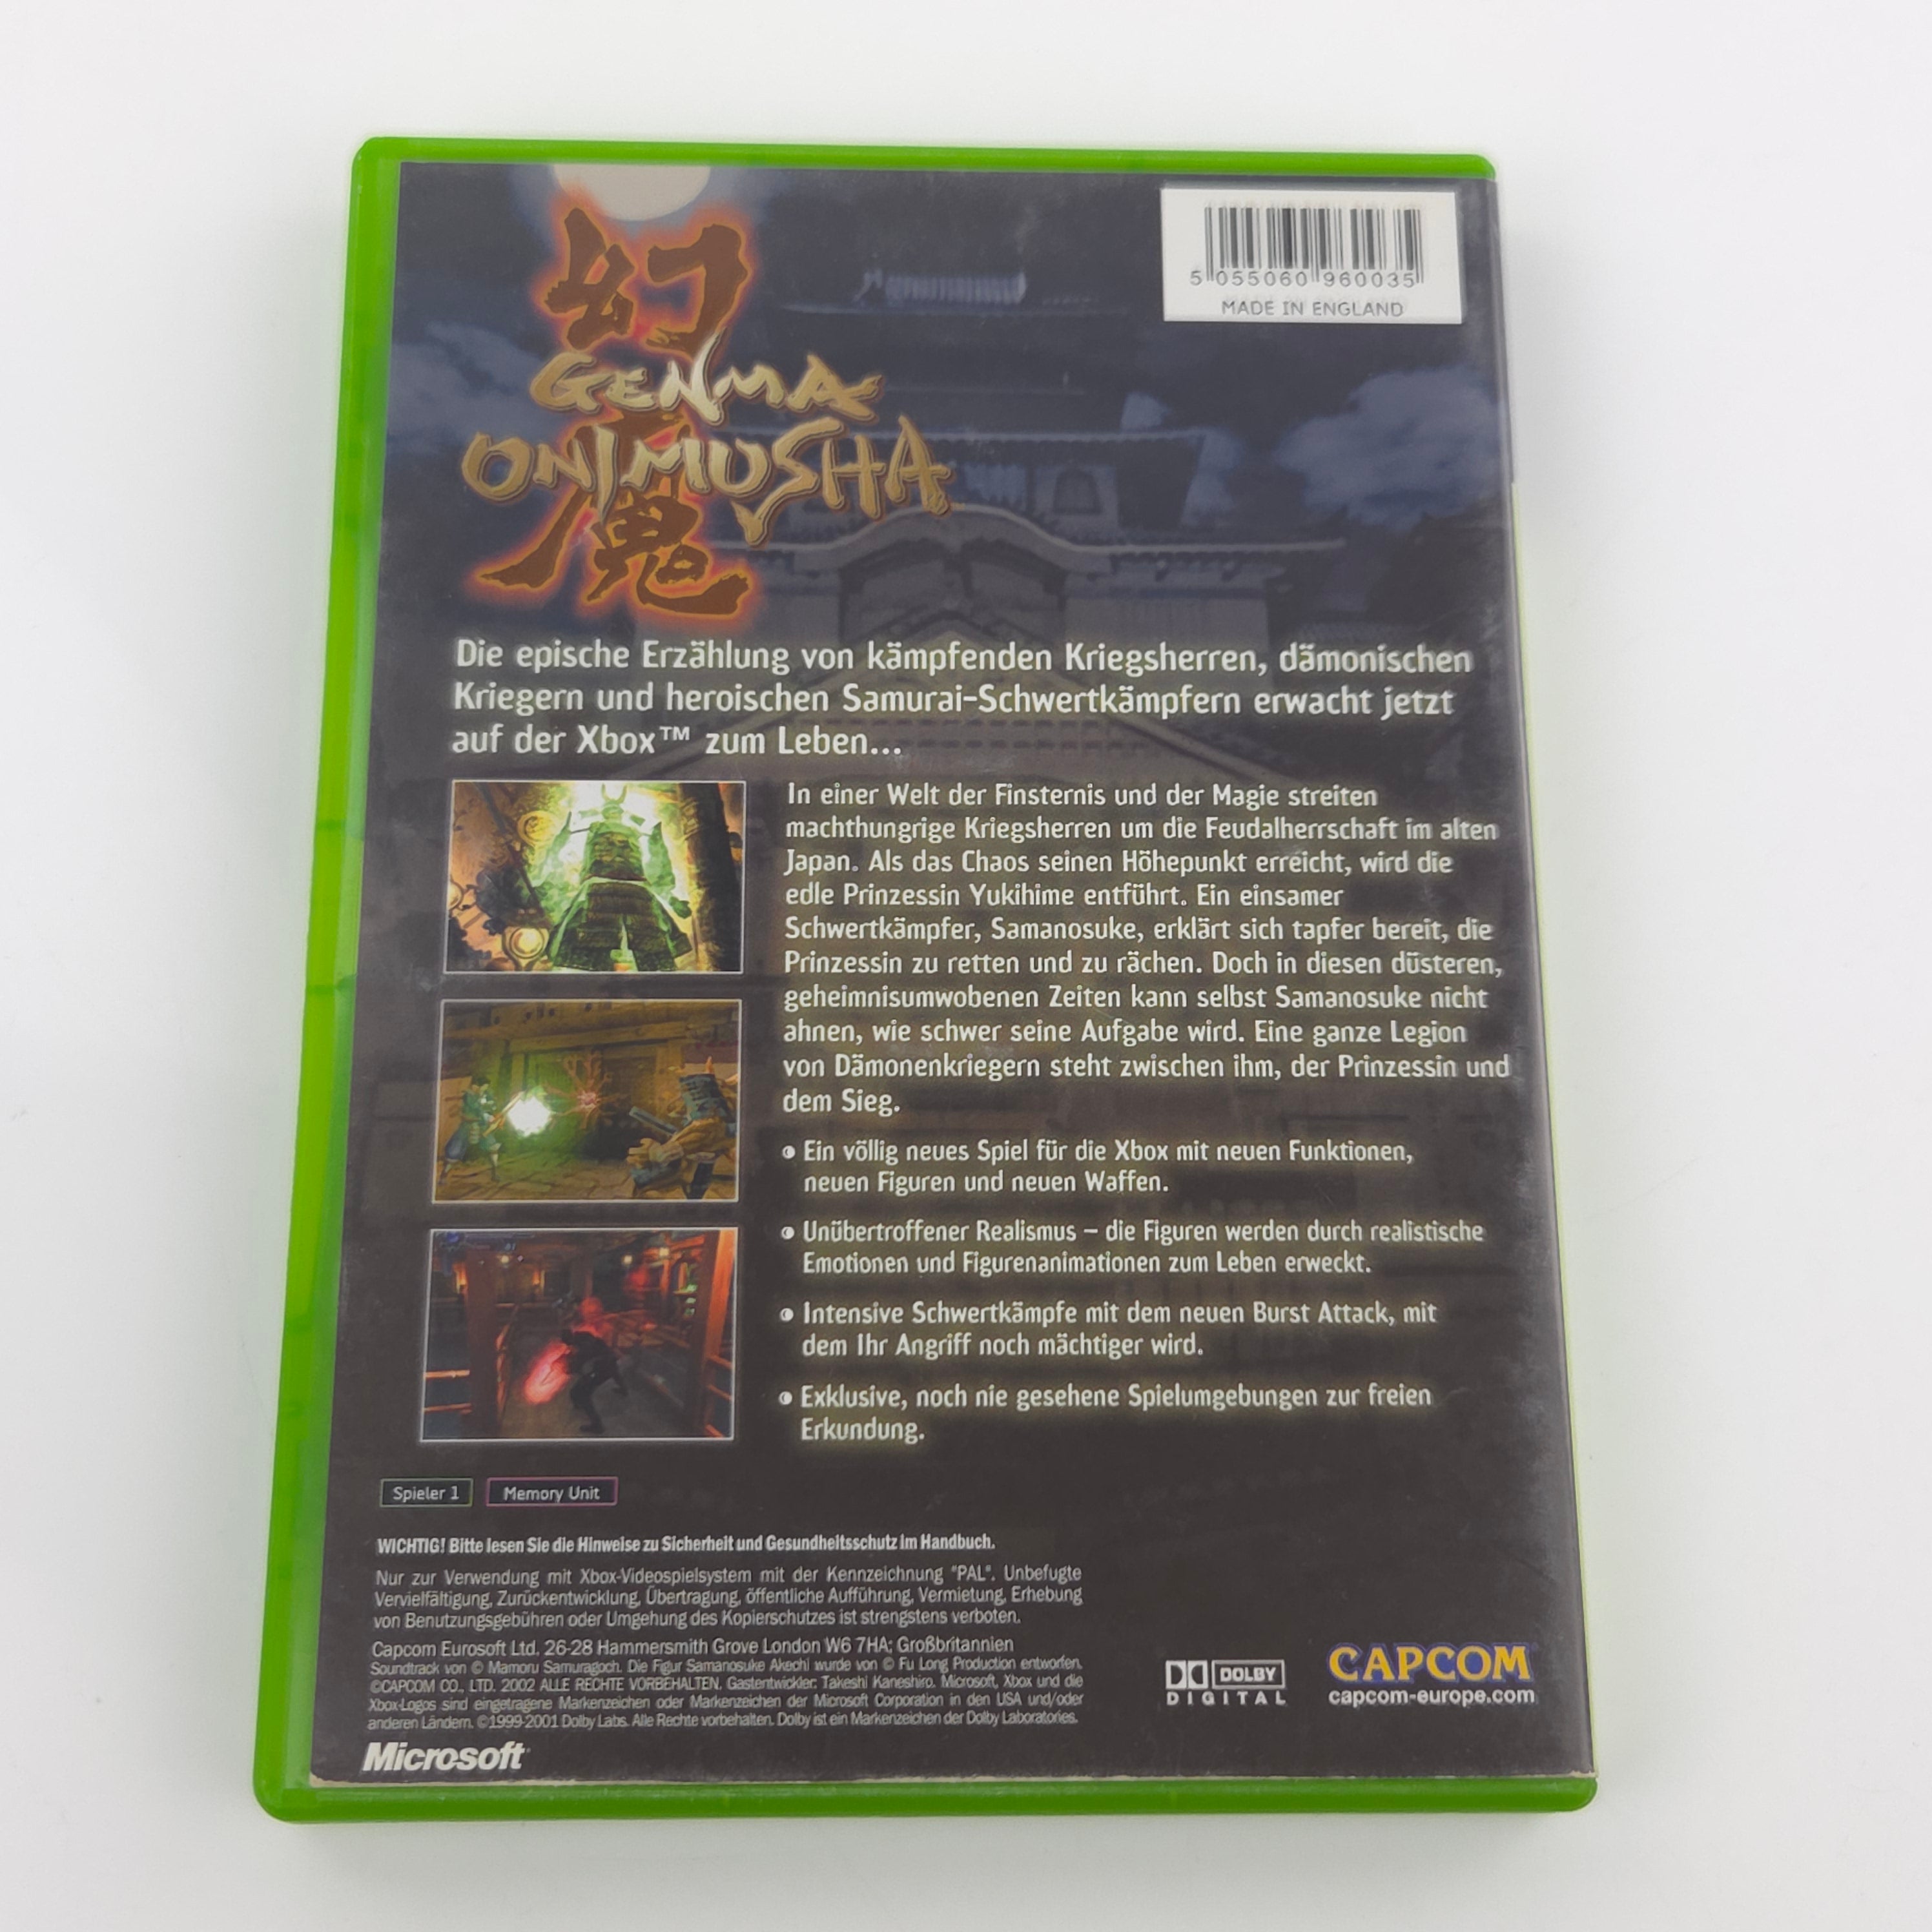 5 055060 960035
MADE IN ENGLAND
幻
GENMA
ONIMUSHA
魔
Die epische Erzählung von kämpfenden Kriegsherren, dämonischen
Kriegern und heroischen Samurai-Schwertkämpfern erwacht jetzt
auf der Xbox™ zum Leben...
In einer Welt der Finsternis und der Magie streiten
machthungrige Kriegsherren um die Feudalherrschaft im alten
Japan. Als das Chaos seinen Höhepunkt erreicht, wird die
edle Prinzessin Yukihime entführt. Ein einsamer
Schwertkämpfer, Samanosuke, erklärt sich tapfer bereit, die
Prinzessin zu retten und zu rächen. Doch in diesen düsteren,
geheimnisumwobenen Zeiten kann selbst Samanosuke nicht
ahnen, wie schwer seine Aufgabe wird. Eine ganze Legion
von Dämonenkriegern steht zwischen ihm, der Prinzessin und
dem Sieg.
• Ein völlig neues Spiel für die Xbox mit neuen Funktionen,
neuen Figuren und neuen Waffen.
• Unübertroffener Realismus – die Figuren werden durch realistische
Emotionen und Figurenanimationen zum Leben erweckt.
• Intensive Schwertkämpfe mit dem neuen Burst Attack, mit
dem Ihr Angriff noch mächtiger wird.
• Exklusive, noch nie gesehene Spielumgebungen zur freien
Erkundung.
Spieler 1 Memory Unit
WICHTIG! Bitte lesen Sie die Hinweise zu Sicherheit und Gesundheitsschutz im Handbuch.
Nur zur Verwendung mit Xbox-Videospielsystem mit der Kennzeichnung "PAL". Unbefugte
Vervielfältigung, Zurückentwicklung, Übertragung, öffentliche Aufführung, Vermietung, Erhebung
von Benutzungsgebühren oder Umgehung des Kopierschutzes ist strengstens verboten.
Capcom Eurosoft Ltd. 26-28 Hammersmith Grove London W6 7HA; Großbritannien
Soundtrack von © Mamoru Samuragoch. Die Figur Samanosuke Akechi wurde von © Fu Long Production entworfen.
©CAPCOM CO., LTD. 2002 ALLE RECHTE VORBEHALTEN. Gastentwickler: Takeshi Kaneshiro. Microsoft, Xbox und die
Xbox-Logos sind eingetragene Markenzeichen oder Markenzeichen der Microsoft Corporation in den USA und/oder
anderen Ländern. ©1999-2001 Dolby Labs. Alle Rechte vorbehalten. Dolby ist ein Markenzeichen der Dolby Laboratories.
Microsoft
DOLBY
DIGITAL
CAPCOM
capcom-europe.com